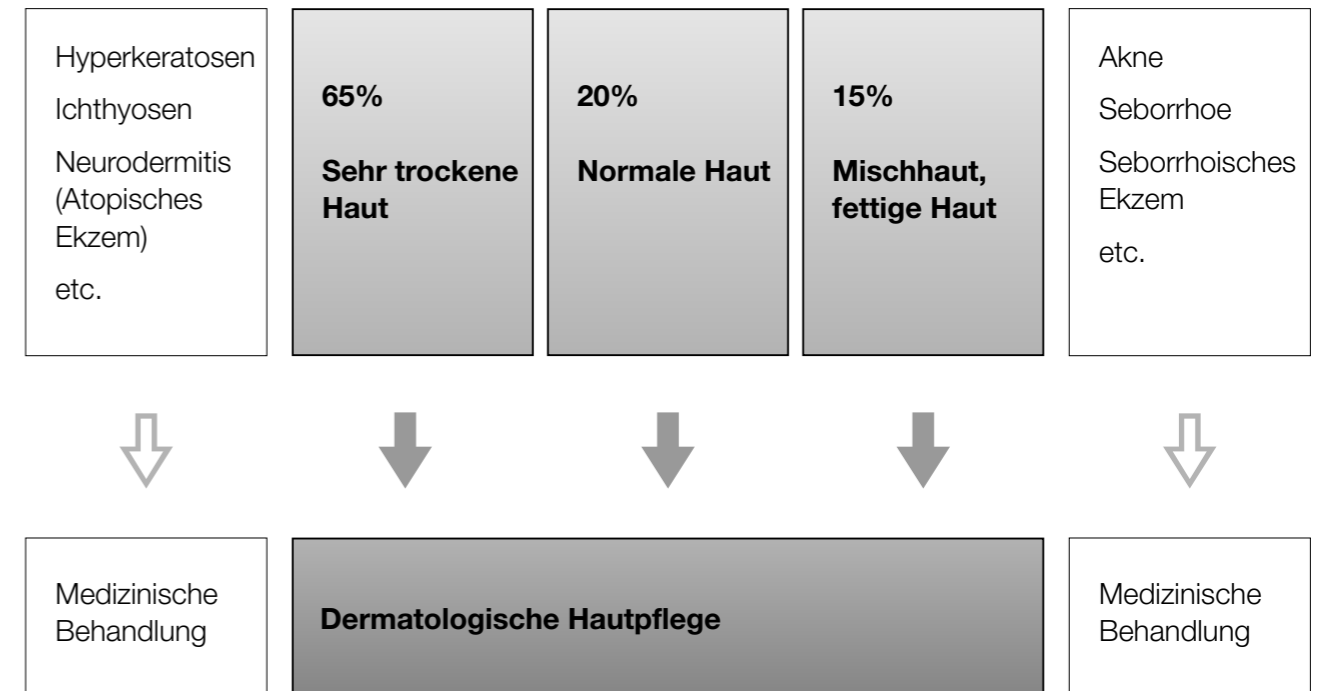 Hyperkeratosen
Ichthyosen
Neurodermitis
(Atopisches
Ekzem)
etc.
65%
Sehr trockene
Haut
20%
Normale Haut
15%
Mischhaut,
fettige Haut
Akne
Seborrhoe
Seborrhoisches
Ekzem
etc.
Medizinische
Behandlung
Dermatologische Hautpflege
Medizinische
Behandlung